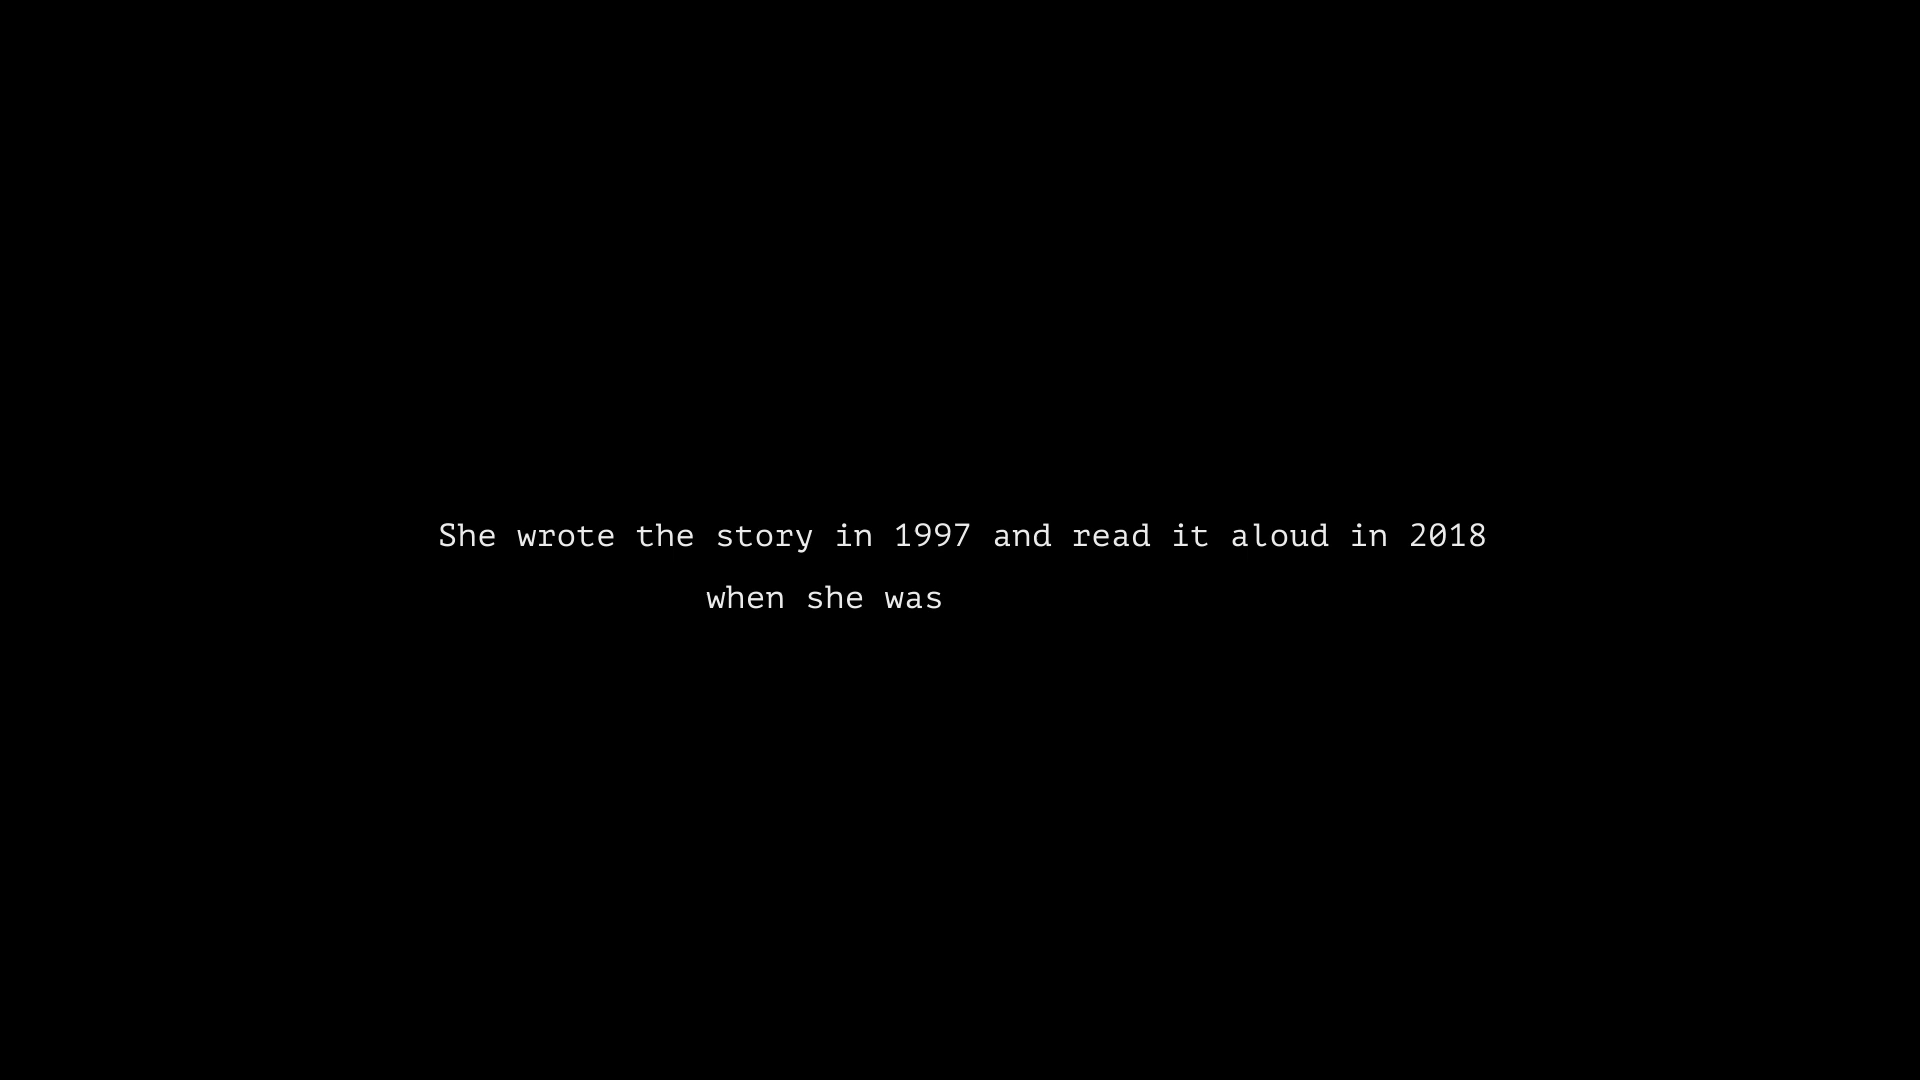 She wrote the story in 1997 and read it aloud in 2018
when she was